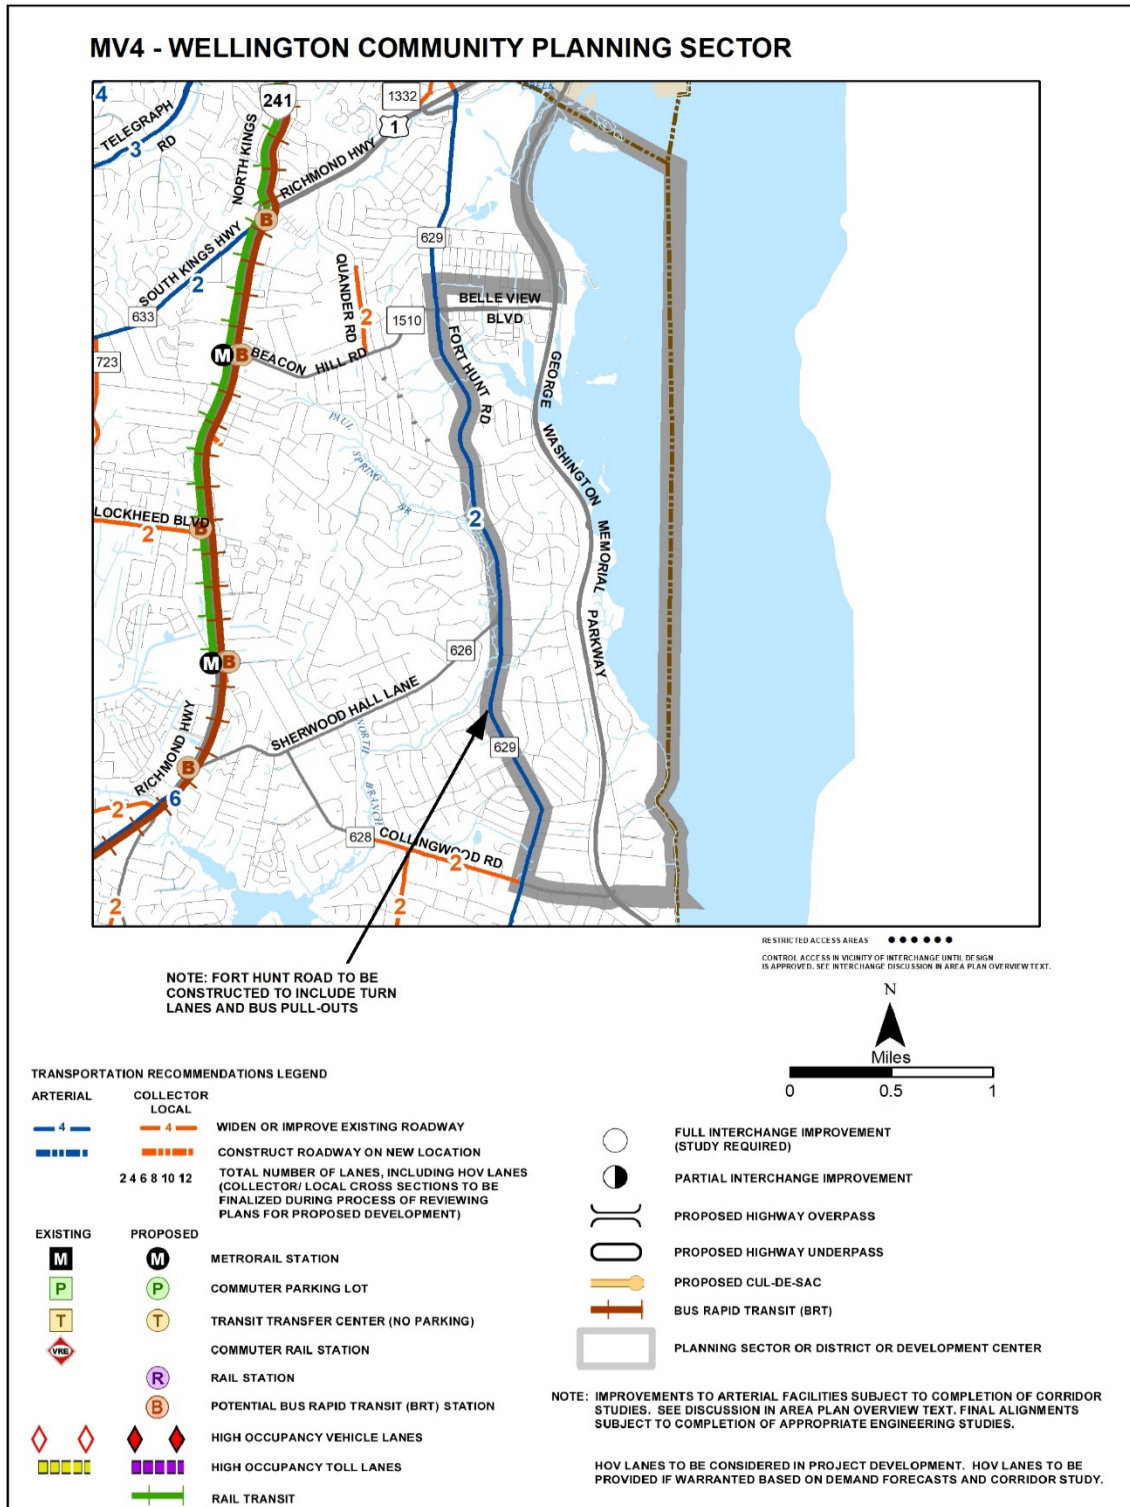 MV4 - WELLINGTON COMMUNITY PLANNING SECTOR
4
241
1332
1
TELEGRAPH
RD
3
NORTH KINGS
RICHMOND HWY
B
629
SOUTH KINGS HWY
2
633
QUANDER RD
2
BELLE VIEW
BLVD
1510
723
M
B
BEACON HILL RD
FORT HUNT RD
GEORGE WASHINGTON MEMORIAL PARKWAY
PAUL SPRING BR
LOCKHEED BLVD
2
B
2
626
M
B
SHERWOOD HALL LANE
RICHMOND HWY
NORTH BRANCH
629
B
6
2
628
COLLINGWOOD RD
2
2
2
RESTRICTED ACCESS AREAS
CONTROL ACCESS IN VICINITY OF INTERCHANGE UNTIL DESIGN
IS APPROVED. SEE INTERCHANGE DISCUSSION IN AREA PLAN OVERVIEW TEXT.
NOTE: FORT HUNT ROAD TO BE
CONSTRUCTED TO INCLUDE TURN
LANES AND BUS PULL-OUTS
N
Miles
0 0.5 1
TRANSPORTATION RECOMMENDATIONS LEGEND
ARTERIAL COLLECTOR
LOCAL
4 4 WIDEN OR IMPROVE EXISTING ROADWAY
CONSTRUCT ROADWAY ON NEW LOCATION
2 4 6 8 10 12 TOTAL NUMBER OF LANES, INCLUDING HOV LANES
(COLLECTOR/ LOCAL CROSS SECTIONS TO BE
FINALIZED DURING PROCESS OF REVIEWING
PLANS FOR PROPOSED DEVELOPMENT)
EXISTING PROPOSED
M M METRORAIL STATION
P P COMMUTER PARKING LOT
T T TRANSIT TRANSFER CENTER (NO PARKING)
VRE COMMUTER RAIL STATION
R RAIL STATION
B POTENTIAL BUS RAPID TRANSIT (BRT) STATION
HIGH OCCUPANCY VEHICLE LANES
HIGH OCCUPANCY TOLL LANES
RAIL TRANSIT
FULL INTERCHANGE IMPROVEMENT
(STUDY REQUIRED)
PARTIAL INTERCHANGE IMPROVEMENT
PROPOSED HIGHWAY OVERPASS
PROPOSED HIGHWAY UNDERPASS
PROPOSED CUL-DE-SAC
BUS RAPID TRANSIT (BRT)
PLANNING SECTOR OR DISTRICT OR DEVELOPMENT CENTER
NOTE: IMPROVEMENTS TO ARTERIAL FACILITIES SUBJECT TO COMPLETION OF CORRIDOR
STUDIES. SEE DISCUSSION IN AREA PLAN OVERVIEW TEXT. FINAL ALIGNMENTS
SUBJECT TO COMPLETION OF APPROPRIATE ENGINEERING STUDIES.
HOV LANES TO BE CONSIDERED IN PROJECT DEVELOPMENT. HOV LANES TO BE
PROVIDED IF WARRANTED BASED ON DEMAND FORECASTS AND CORRIDOR STUDY.